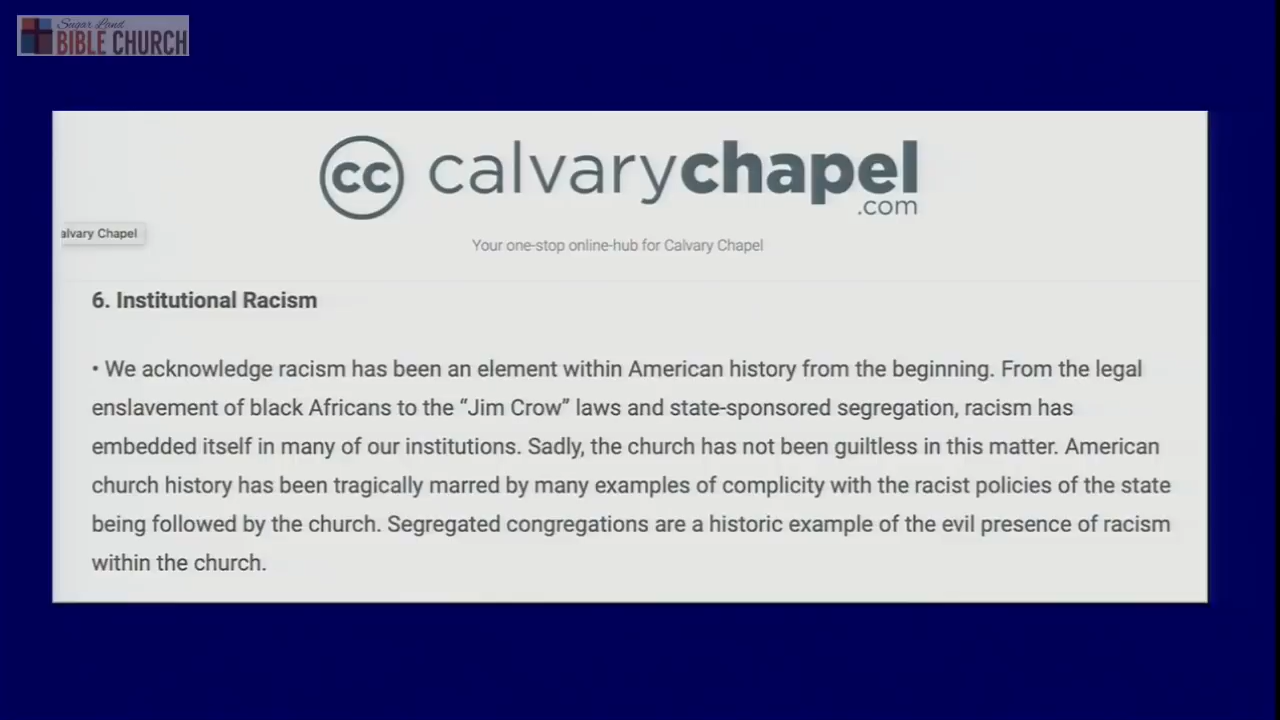 Sugar Land
BIBLE CHURCH
cc calvarychapel
.com
alvary Chapel
Your one-stop online-hub for Calvary Chapel
6. Institutional Racism
• We acknowledge racism has been an element within American history from the beginning. From the legal
enslavement of black Africans to the “Jim Crow” laws and state-sponsored segregation, racism has
embedded itself in many of our institutions. Sadly, the church has not been guiltless in this matter. American
church history has been tragically marred by many examples of complicity with the racist policies of the state
being followed by the church. Segregated congregations are a historic example of the evil presence of racism
within the church.